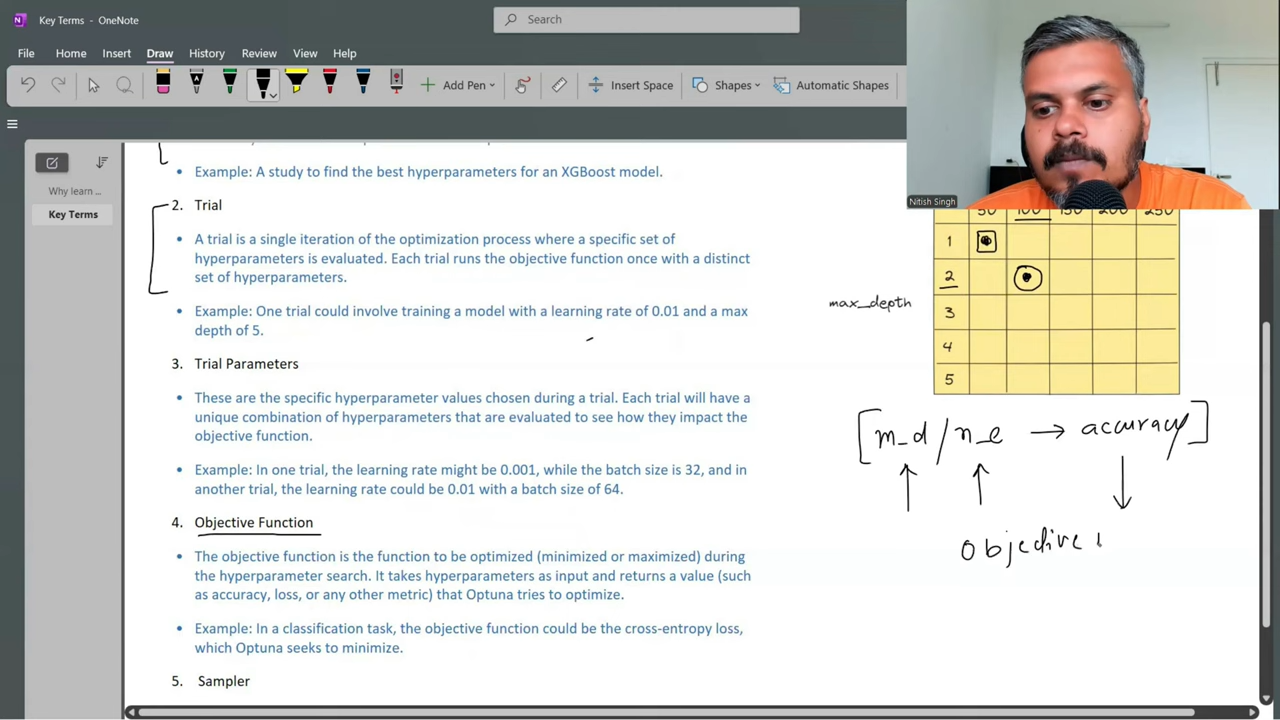 Key Terms - OneNote
Search
File Home Insert Draw History Review View Help
Add Pen Insert Space Shapes Automatic Shapes
Nitish Singh
Why learn ...
Key Terms
• Example: A study to find the best hyperparameters for an XGBoost model.
2. Trial
• A trial is a single iteration of the optimization process where a specific set of
hyperparameters is evaluated. Each trial runs the objective function once with a distinct
set of hyperparameters.
• Example: One trial could involve training a model with a learning rate of 0.01 and a max
depth of 5.
3. Trial Parameters
• These are the specific hyperparameter values chosen during a trial. Each trial will have a
unique combination of hyperparameters that are evaluated to see how they impact the
objective function.
• Example: In one trial, the learning rate might be 0.001, while the batch size is 32, and in
another trial, the learning rate could be 0.01 with a batch size of 64.
4. Objective Function
• The objective function is the function to be optimized (minimized or maximized) during
the hyperparameter search. It takes hyperparameters as input and returns a value (such
as accuracy, loss, or any other metric) that Optuna tries to optimize.
• Example: In a classification task, the objective function could be the cross-entropy loss,
which Optuna seeks to minimize.
5. Sampler
50 100 150 200 250
1
2
max_depth
3
4
5
[m_d / n_e → accuracy]
Objective